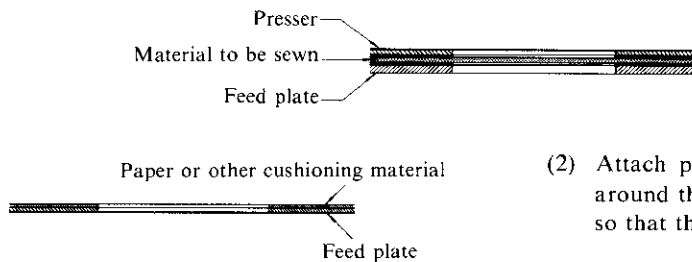 Presser
Material to be sewn
Feed plate
Paper or other cushioning material
Feed plate
(2) Attach p
around th
so that th